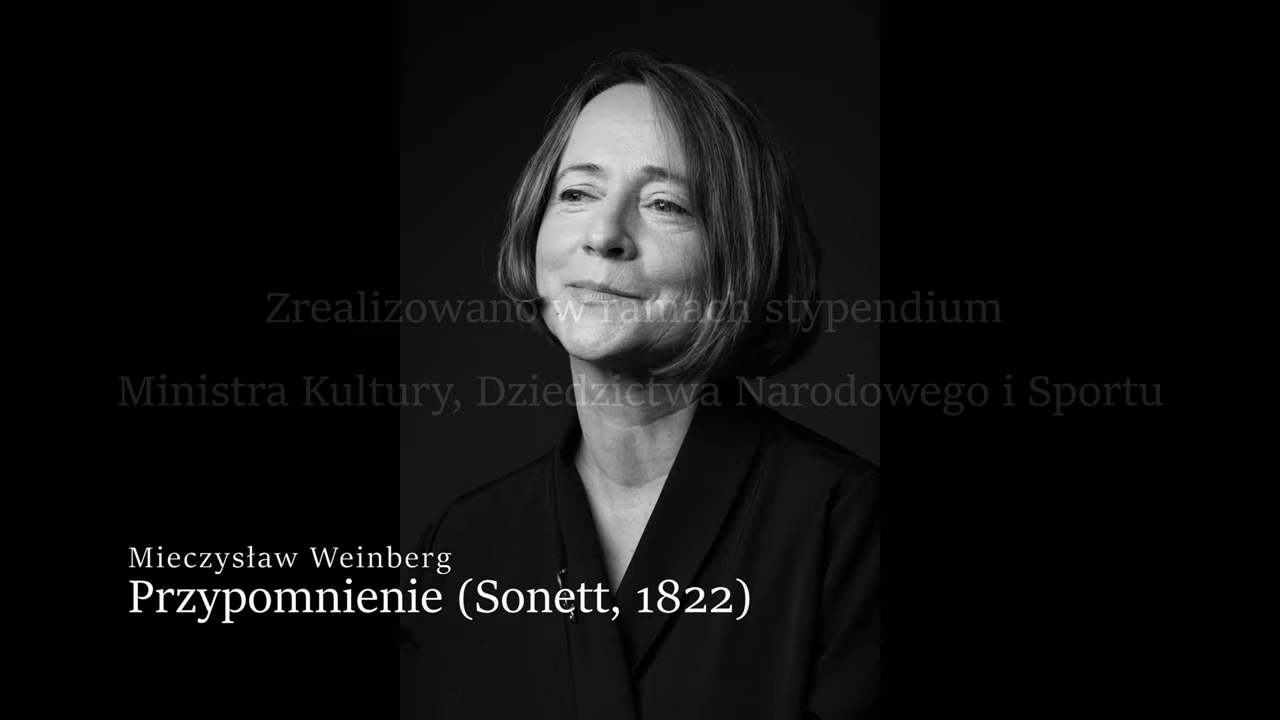 Zrealizowano w ramach stypendium
Ministra Kultury, Dziedzictwa Narodowego i Sportu
Mieczysław Weinberg
Przypomnienie (Sonett, 1822)